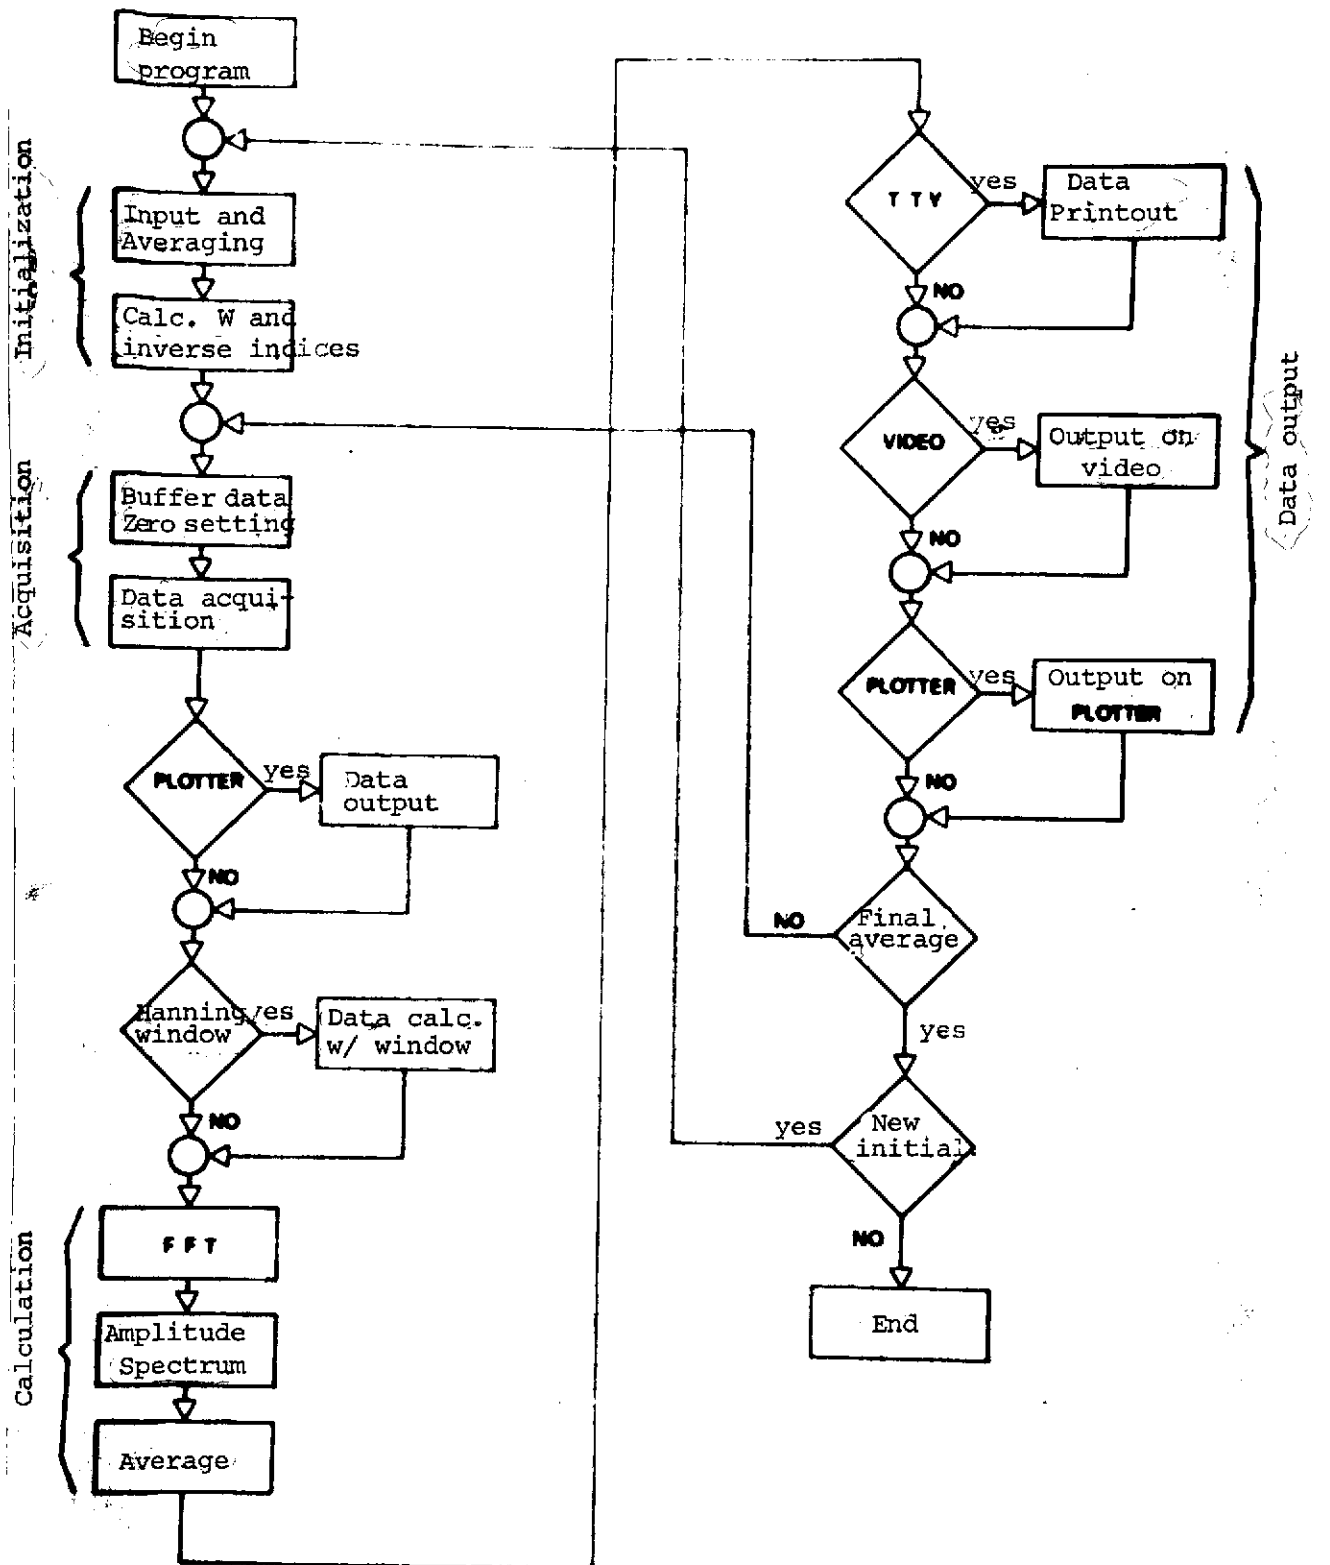 Begin
program
Initialization
Input and
Averaging
Calc. W and
inverse indices
Acquisition
Buffer data
Zero setting
Data acqui-
sition
PLOTTER
yes
Data
output
NO
Hanning
window
yes
Data calc.
w/ window
NO
Calculation
FFT
Amplitude
Spectrum
Average
TTY
yes
Data
Printout
NO
VIDEO
yes
Output on
video
NO
PLOTTER
yes
Output on
PLOTTER
NO
Data output
Final
average
NO
yes
New
initial.
yes
NO
End